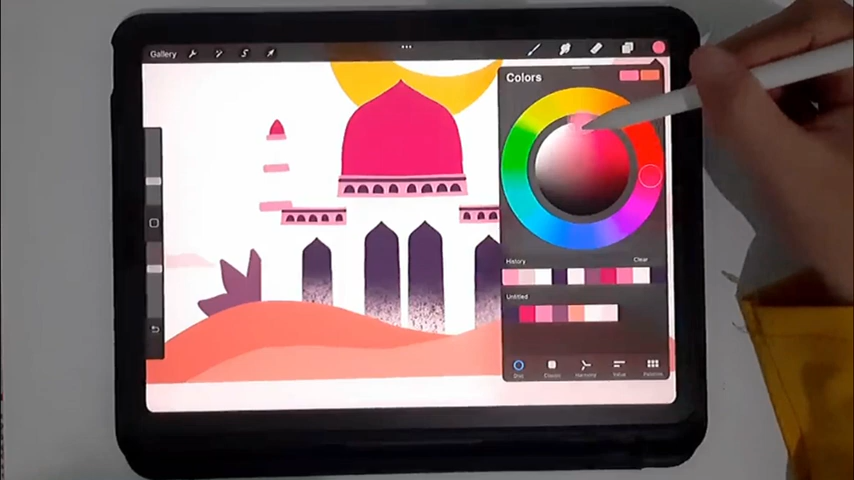 Gallery
Colors
History
Clear
Untitled
Disc
Classic
Harmony
Value
Palettes